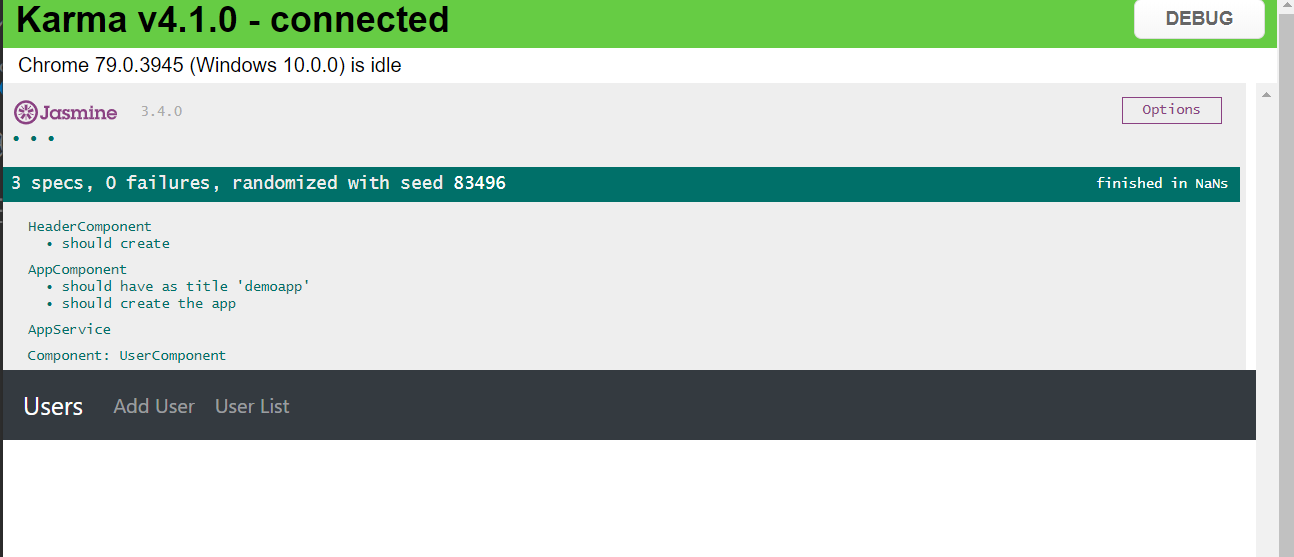 Karma v4.1.0 - connected
DEBUG
Chrome 79.0.3945 (Windows 10.0.0) is idle
Jasmine 3.4.0
Options
• • •
3 specs, 0 failures, randomized with seed 83496
finished in NaNs
HeaderComponent
• should create
AppComponent
• should have as title 'demoapp'
• should create the app
AppService
Component: UserComponent
Users Add User User List